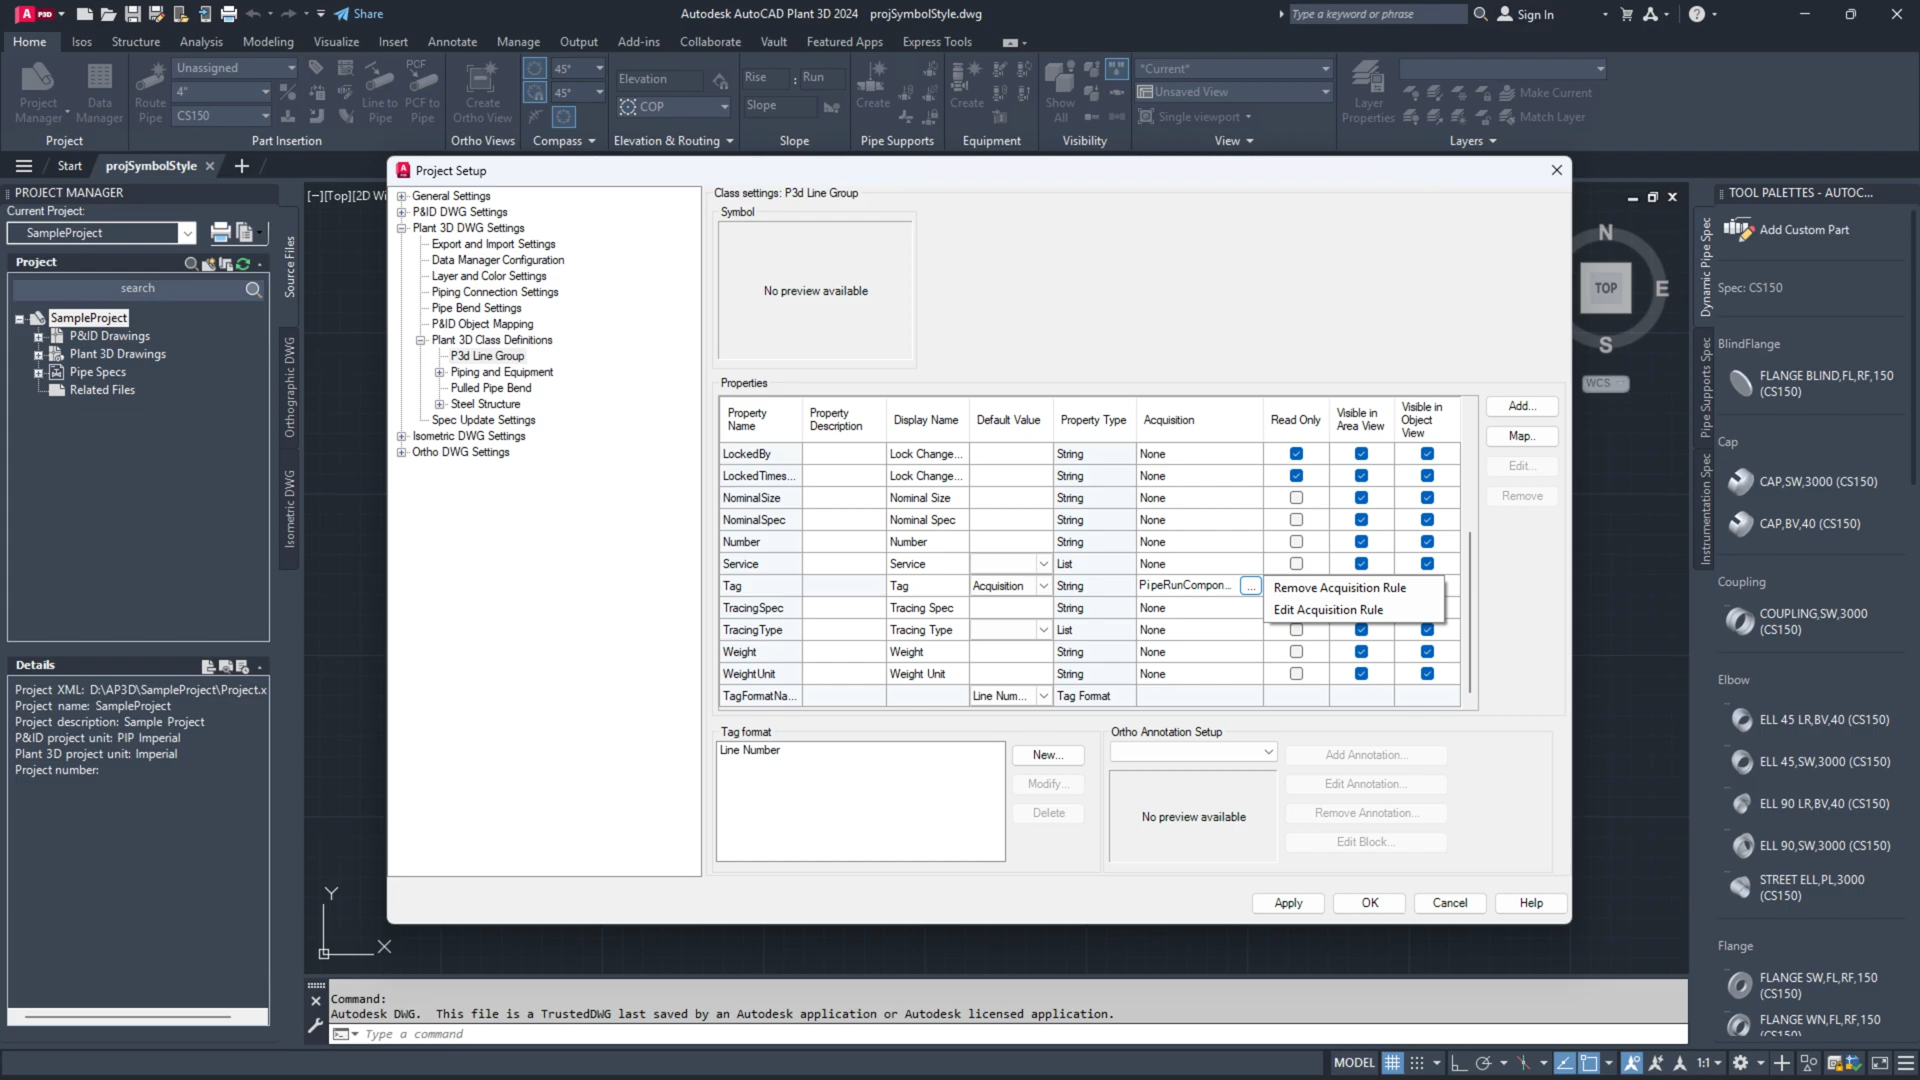 P3D
Share
Autodesk AutoCAD Plant 3D 2024 projSymbolStyle.dwg
Type a keyword or phrase
Sign In
Home Isos Structure Analysis Modeling Visualize Insert Annotate Manage Output Add-ins Collaborate Vault Featured Apps Express Tools
Project Manager
Data Manager
Project
Route Pipe
Unassigned
4"
CS150
Line to Pipe
PCF
PCF to Pipe
Part Insertion
Create Ortho View
Ortho Views
45°
45°
Compass
Elevation
COP
Elevation & Routing
Rise : Run
Slope
Slope
Create
Pipe Supports
Create
Equipment
Show All
Visibility
"Current"
Unsaved View
Single viewport
View
Layer Properties
Make Current
Match Layer
Layers
Start
projSymbolStyle
PROJECT MANAGER
Current Project:
SampleProject
Project
search
SampleProject
P&ID Drawings
Plant 3D Drawings
Pipe Specs
Related Files
Source Files
Orthographic DWG
Isometric DWG
Details
Project XML: D:\AP3D\SampleProject\Project.x
Project name: SampleProject
Project description: Sample Project
P&ID project unit: PIP Imperial
Plant 3D project unit: Imperial
Project number:
[−][Top][2D Wi
Project Setup
General Settings
P&ID DWG Settings
Plant 3D DWG Settings
Export and Import Settings
Data Manager Configuration
Layer and Color Settings
Piping Connection Settings
Pipe Bend Settings
P&ID Object Mapping
Plant 3D Class Definitions
P3d Line Group
Piping and Equipment
Pulled Pipe Bend
Steel Structure
Spec Update Settings
Isometric DWG Settings
Ortho DWG Settings
Class settings: P3d Line Group
Symbol
No preview available
Properties
Property Name Property Description Display Name Default Value Property Type Acquisition Read Only Visible in Area View Visible in Object View
LockedBy Lock Change... String None
LockedTimes... Lock Change... String None
NominalSize Nominal Size String None
NominalSpec Nominal Spec String None
Number Number String None
Service Service List None
Tag Tag Acquisition String PipeRunCompon... ...
TracingSpec Tracing Spec String None
TracingType Tracing Type List None
Weight Weight String None
WeightUnit Weight Unit String None
TagFormatNa... Line Num... Tag Format
Remove Acquisition Rule
Edit Acquisition Rule
Add...
Map..
Edit...
Remove
Tag format
Line Number
New...
Modify...
Delete
Ortho Annotation Setup
No preview available
Add Annotation...
Edit Annotation...
Remove Annotation...
Edit Block...
Apply OK Cancel Help
N
TOP
E
S
WCS
Y
X
TOOL PALETTES - AUTOC...
Dynamic Pipe Spec
Pipe Supports Spec
Instrumentation Spec
Add Custom Part
Spec: CS150
BlindFlange
FLANGE BLIND,FL,RF,150
(CS150)
Cap
CAP,SW,3000 (CS150)
CAP,BV,40 (CS150)
Coupling
COUPLING,SW,3000
(CS150)
Elbow
ELL 45 LR,BV,40 (CS150)
ELL 45,SW,3000 (CS150)
ELL 90 LR,BV,40 (CS150)
ELL 90,SW,3000 (CS150)
STREET ELL,PL,3000
(CS150)
Flange
FLANGE SW,FL,RF,150
(CS150)
FLANGE WN,FL,RF,150
(CS150)
Command:
Autodesk DWG. This file is a TrustedDWG last saved by an Autodesk application or Autodesk licensed application.
Type a command
MODEL
1:1